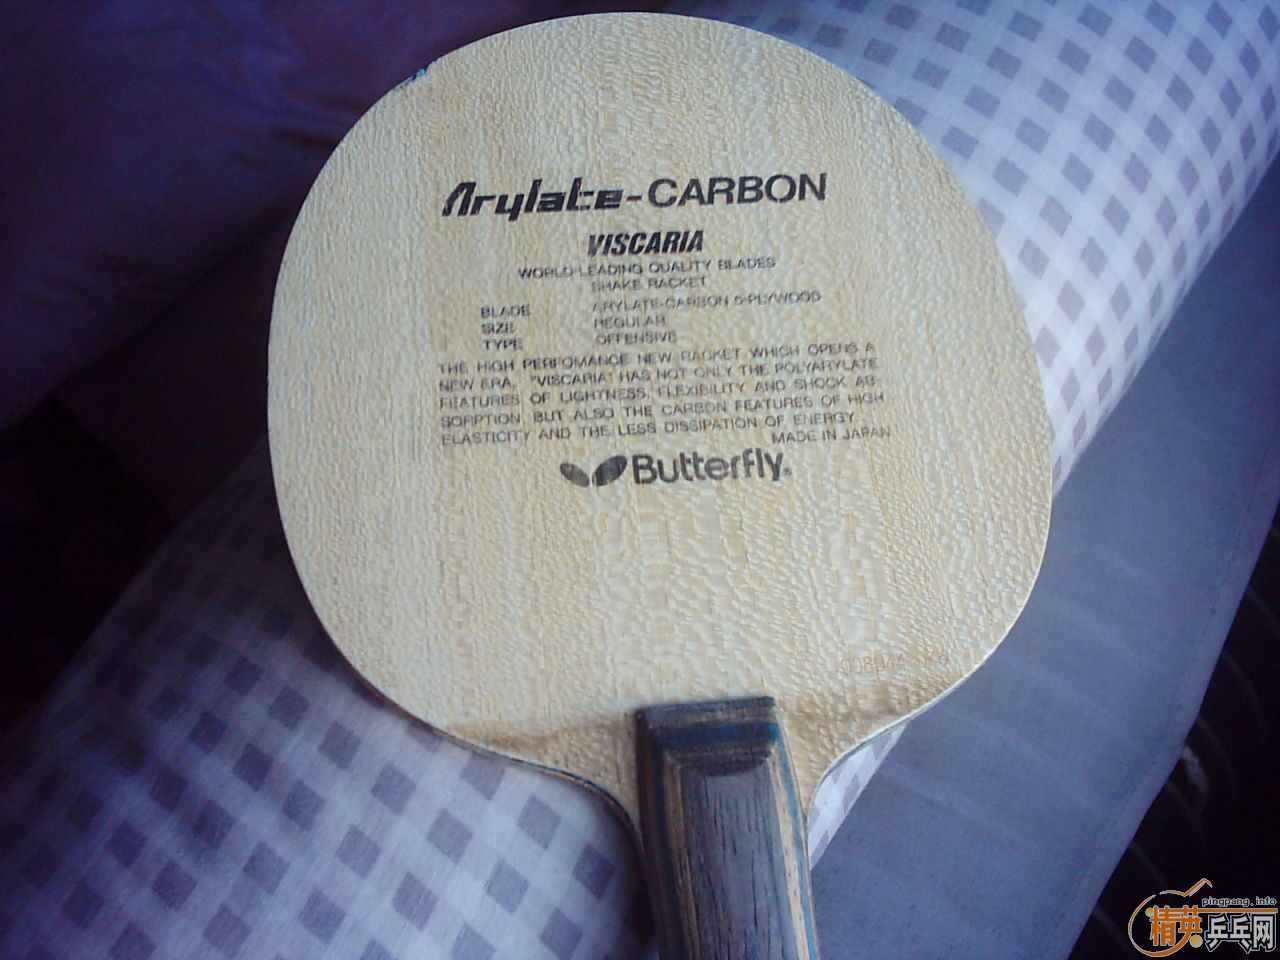 Arylate-CARBON
VISCARIA
WORLD-LEADING QUALITY BLADES
SHAKE RACKET
BLADE ARYLATE-CARBON 5-PLYWOOD
SIZE REGULAR
TYPE OFFENSIVE
THE HIGH PERFOMANCE NEW RACKET WHICH OPENS A
NEW ERA. "VISCARIA" HAS NOT ONLY THE POLYARYLATE
FEATURES OF LIGHTNESS, FLEXIBILITY AND SHOCK AB-
SORPTION BUT ALSO THE CARBON FEATURES OF HIGH
ELASTICITY AND THE LESS DISSIPATION OF ENERGY.
MADE IN JAPAN
Butterfly®
pingpang.info
精英乒乓网